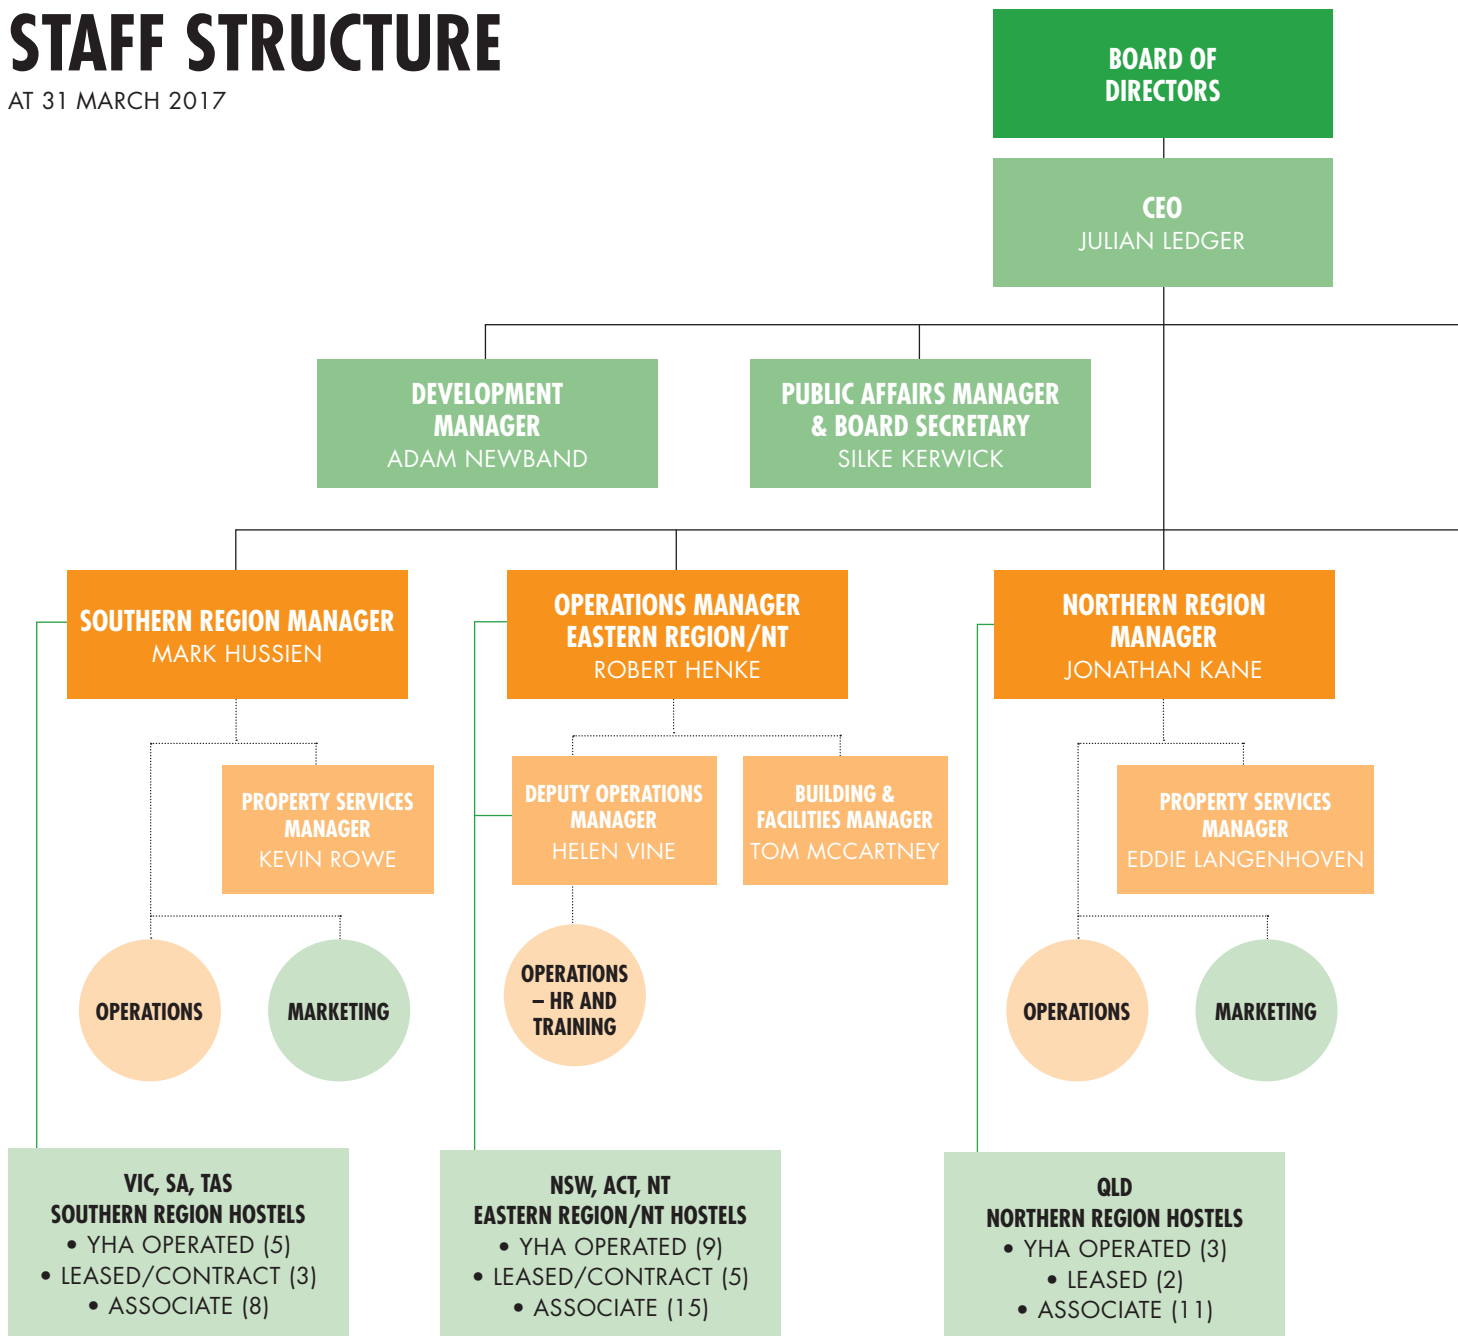 STAFF STRUCTURE
AT 31 MARCH 2017
BOARD OF
DIRECTORS
CEO
JULIAN LEDGER
DEVELOPMENT
MANAGER
ADAM NEWBAND
PUBLIC AFFAIRS MANAGER
& BOARD SECRETARY
SILKE KERWICK
SOUTHERN REGION MANAGER
MARK HUSSIEN
OPERATIONS MANAGER
EASTERN REGION/NT
ROBERT HENKE
NORTHERN REGION
MANAGER
JONATHAN KANE
PROPERTY SERVICES
MANAGER
KEVIN ROWE
DEPUTY OPERATIONS
MANAGER
HELEN VINE
BUILDING &
FACILITIES MANAGER
TOM MCCARTNEY
PROPERTY SERVICES
MANAGER
EDDIE LANGENHOVEN
OPERATIONS
MARKETING
OPERATIONS
– HR AND
TRAINING
OPERATIONS
MARKETING
VIC, SA, TAS
SOUTHERN REGION HOSTELS
• YHA OPERATED (5)
• LEASED/CONTRACT (3)
• ASSOCIATE (8)
NSW, ACT, NT
EASTERN REGION/NT HOSTELS
• YHA OPERATED (9)
• LEASED/CONTRACT (5)
• ASSOCIATE (15)
QLD
NORTHERN REGION HOSTELS
• YHA OPERATED (3)
• LEASED (2)
• ASSOCIATE (11)